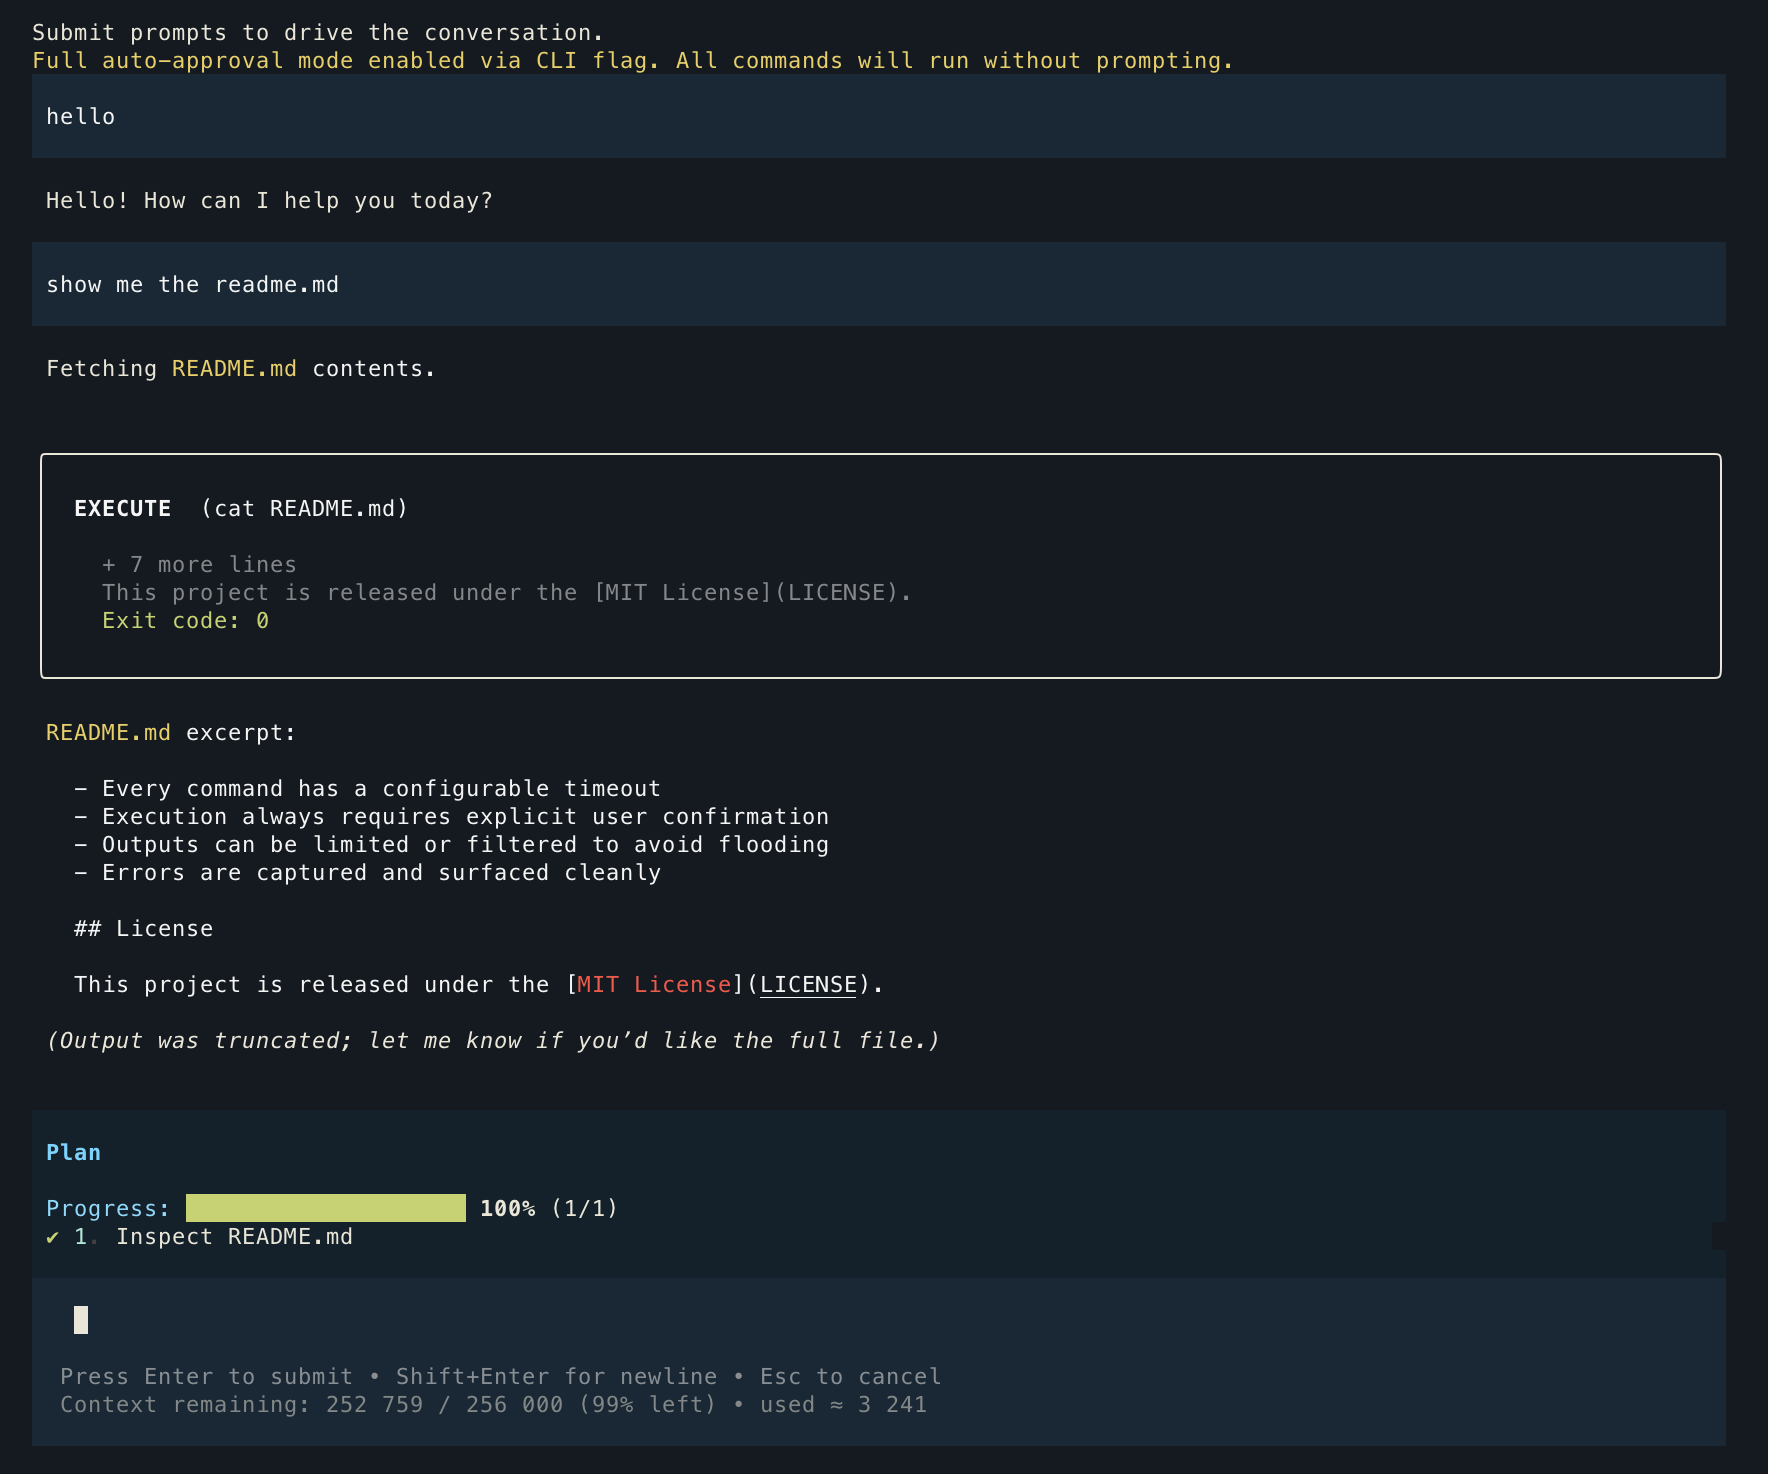 Submit prompts to drive the conversation.
Full auto-approval mode enabled via CLI flag. All commands will run without prompting.
hello
Hello! How can I help you today?
show me the readme.md
Fetching README.md contents.
EXECUTE (cat README.md)
+ 7 more lines
This project is released under the [MIT License](LICENSE).
Exit code: 0
README.md excerpt:
- Every command has a configurable timeout
- Execution always requires explicit user confirmation
- Outputs can be limited or filtered to avoid flooding
- Errors are captured and surfaced cleanly
## License
This project is released under the [MIT License](LICENSE).
(Output was truncated; let me know if you’d like the full file.)
Plan
Progress: 100% (1/1)
✔ 1. Inspect README.md
Press Enter to submit • Shift+Enter for newline • Esc to cancel
Context remaining: 252 759 / 256 000 (99% left) • used ≈ 3 241